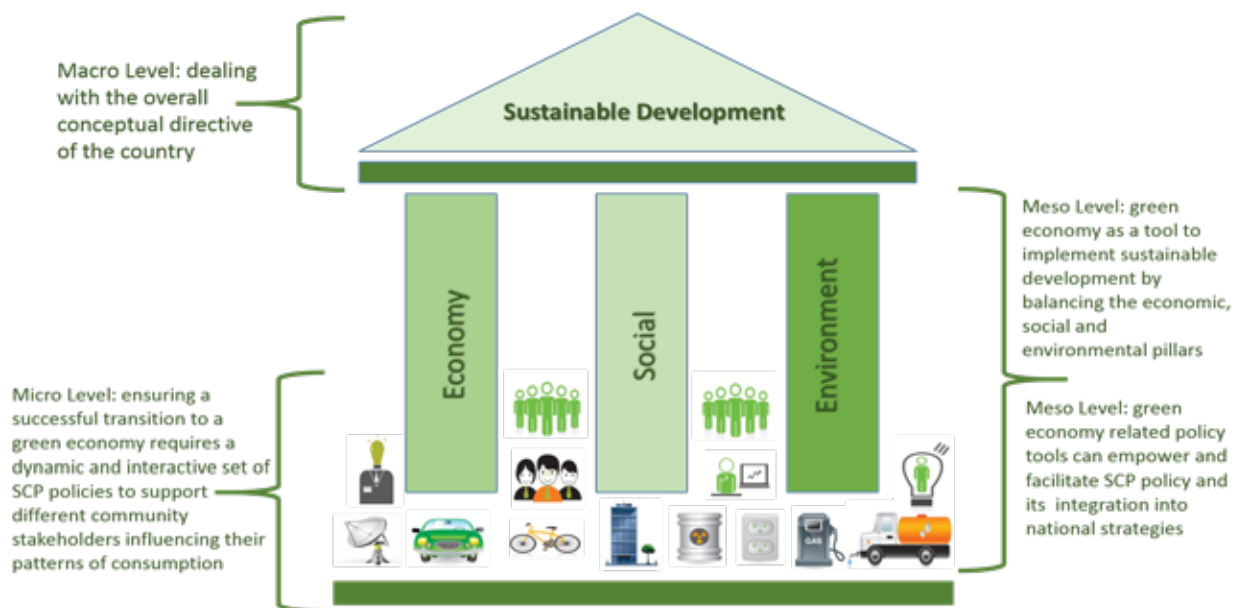 Macro Level: dealing
with the overall
conceptual directive
of the country
Sustainable Development
Economy
Social
Environment
Meso Level: green
economy as a tool to
implement sustainable
development by
balancing the economic,
social and
environmental pillars
Micro Level: ensuring a
successful transition to a
green economy requires a
dynamic and interactive set of
SCP policies to support
different community
stakeholders influencing their
patterns of consumption
Meso Level: green
economy related policy
tools can empower and
facilitate SCP policy and
its integration into
national strategies
GAS